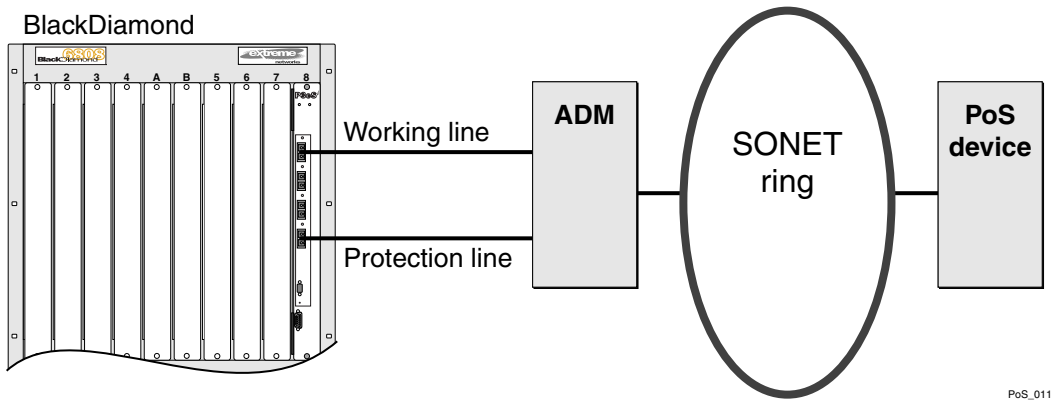 BlackDiamond
BlackDiamond 6808
extreme
networks
1 2 3 4 A B 5 6 7 8
P3cS
Working line
Protection line
ADM
SONET
ring
PoS
device
PoS_011